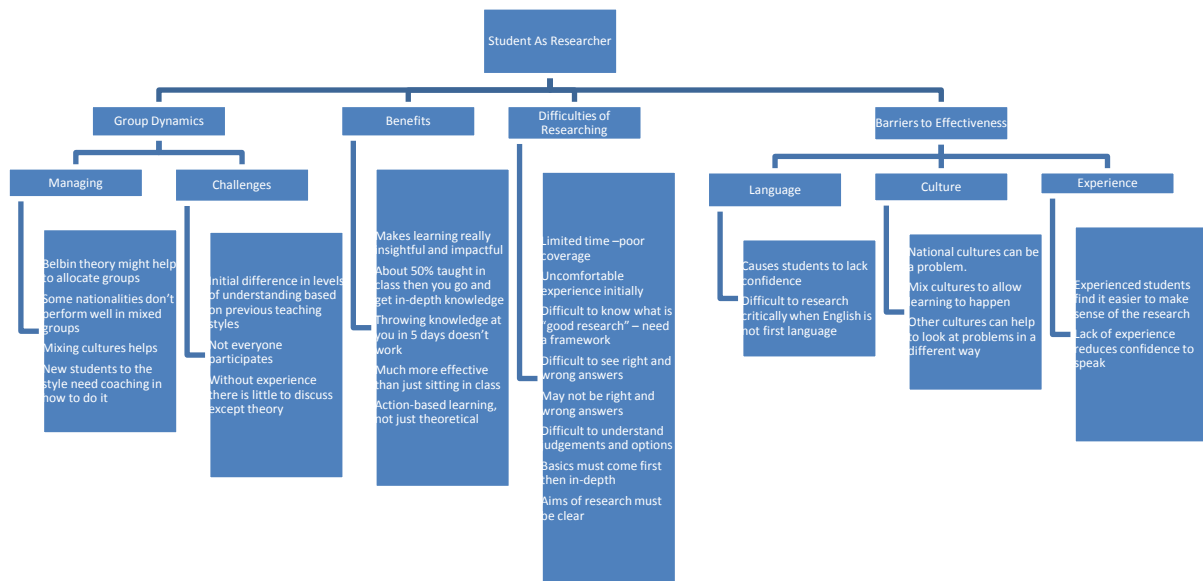 Student As Researcher
Group Dynamics
Benefits
Difficulties of
Researching
Barriers to Effectiveness
Managing
Challenges
Language
Culture
Experience
Belbin theory might help
to allocate groups
Some nationalities don't
perform well in mixed
groups
Mixing cultures helps
New students to the
style need coaching in
how to do it
Initial difference in levels
of understanding based
on previous teaching
styles
Not everyone
participates
Without experience
there is little to discuss
except theory
Makes learning really
insightful and impactful
About 50% taught in
class then you go and
get in-depth knowledge
Throwing knowledge at
you in 5 days doesn't
work
Much more effective
than just sitting in class
Action-based learning,
not just theoretical
Limited time –poor
coverage
Uncomfortable
experience initially
Difficult to know what is
"good research" – need
a framework
Difficult to see right and
wrong answers
May not be right and
wrong answers
Difficult to understand
judgements and options
Basics must come first
then in-depth
Aims of research must
be clear
Causes students to lack
confidence
Difficult to research
critically when English is
not first language
National cultures can be
a problem.
Mix cultures to allow
learning to happen
Other cultures can help
to look at problems in a
different way
Experienced students
find it easier to make
sense of the research
Lack of experience
reduces confidence to
speak